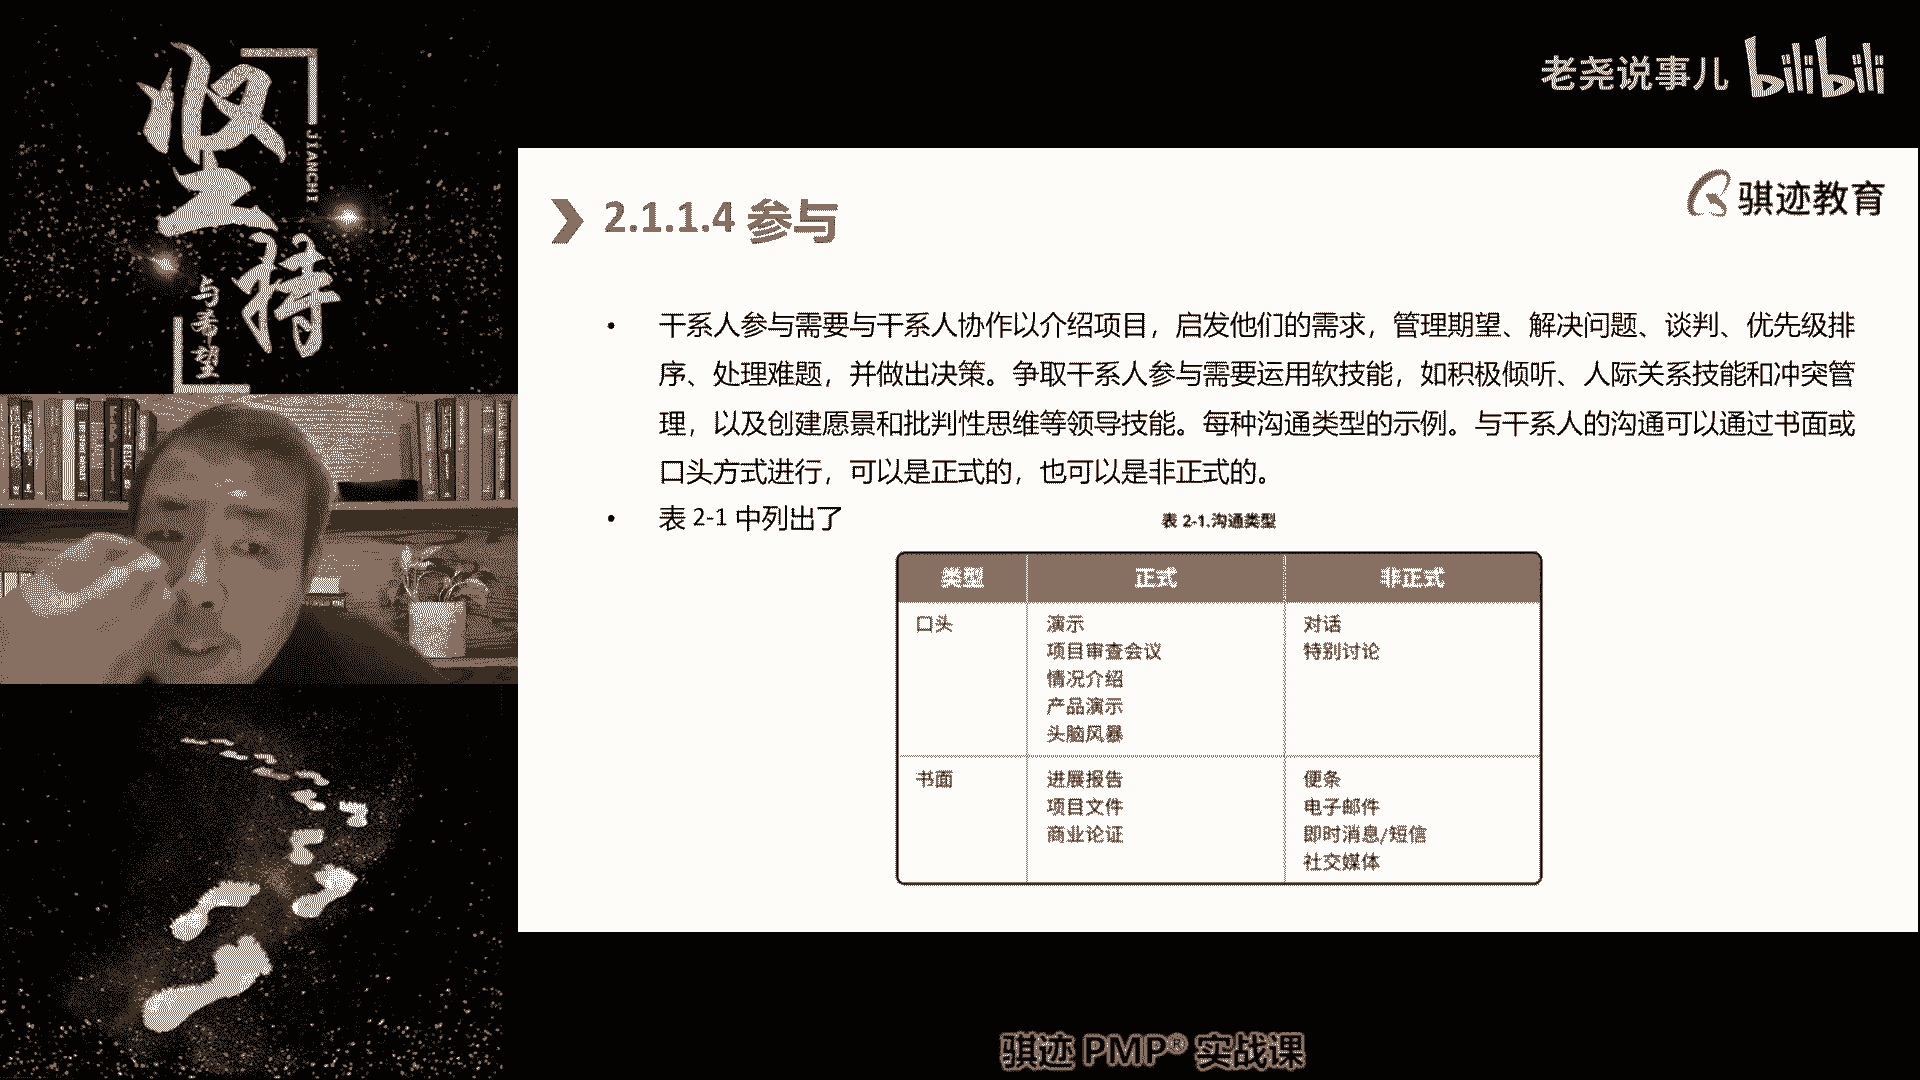 坚持
JIANCHI
与希望
老尧说事儿 bilibili
骐迹教育
2.1.1.4 参与
• 干系人参与需要与干系人协作以介绍项目，启发他们的需求，管理期望、解决问题、谈判、优先级排
序、处理难题，并做出决策。争取干系人参与需要运用软技能，如积极倾听、人际关系技能和冲突管
理，以及创建愿景和批判性思维等领导技能。每种沟通类型的示例。与干系人的沟通可以通过书面或
口头方式进行，可以是正式的，也可以是非正式的。
• 表 2-1 中列出了
表 2-1.沟通类型
类型 正式 非正式
口头 演示 对话
项目审查会议 特别讨论
情况介绍
产品演示
头脑风暴
书面 进展报告 便条
项目文件 电子邮件
商业论证 即时消息/短信
社交媒体
骐迹 PMP® 实战课